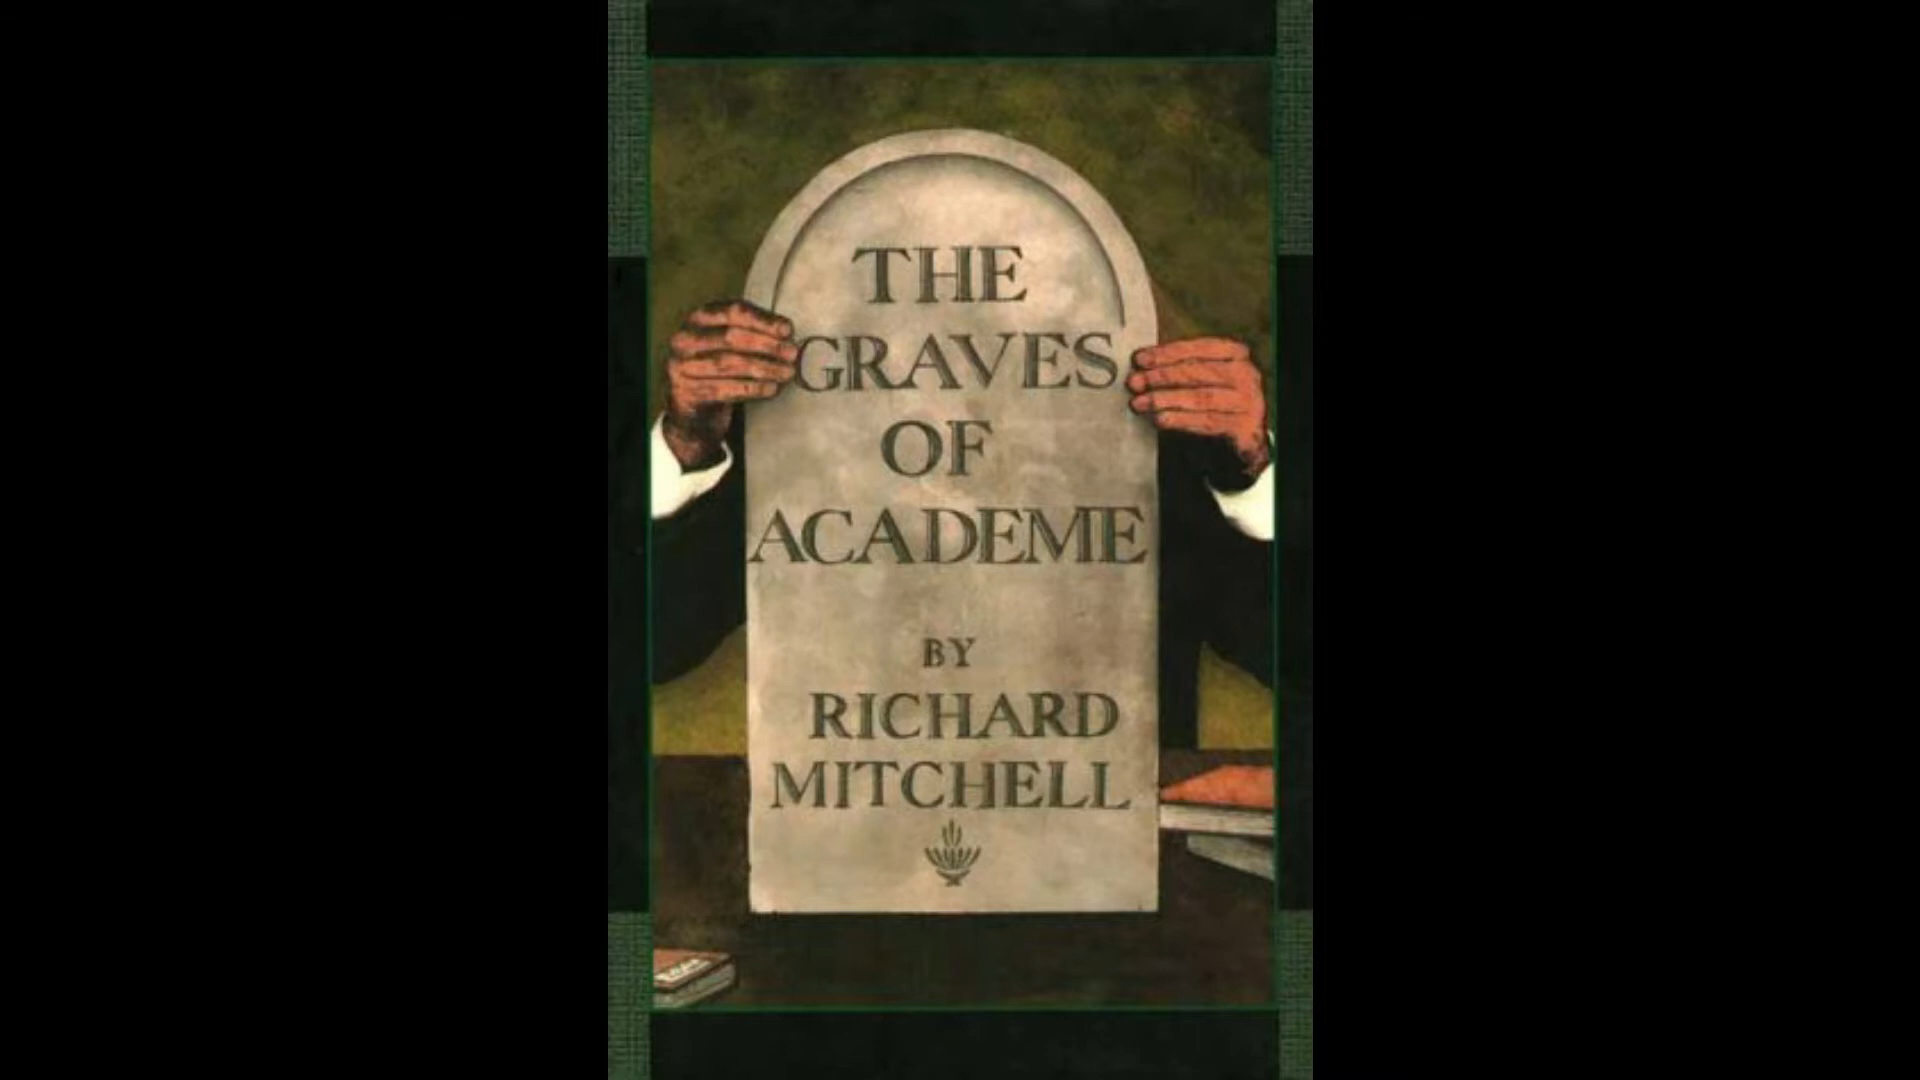 THE
GRAVES
OF
ACADEME
BY
RICHARD
MITCHELL